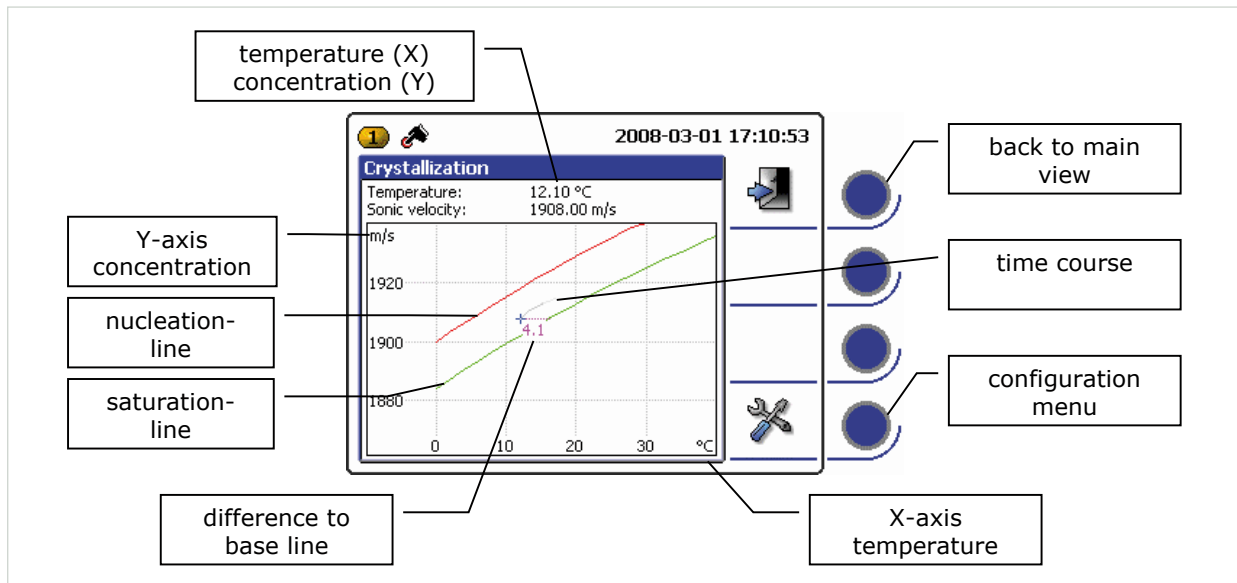 temperature (X)
concentration (Y)
1
2008-03-01 17:10:53
Crystallization
Temperature: 12.10 °C
Sonic velocity: 1908.00 m/s
m/s
1920
1900
1880
4.1
0 10 20 30 °C
Y-axis
concentration
nucleation-
line
saturation-
line
difference to
base line
back to main
view
time course
configuration
menu
X-axis
temperature